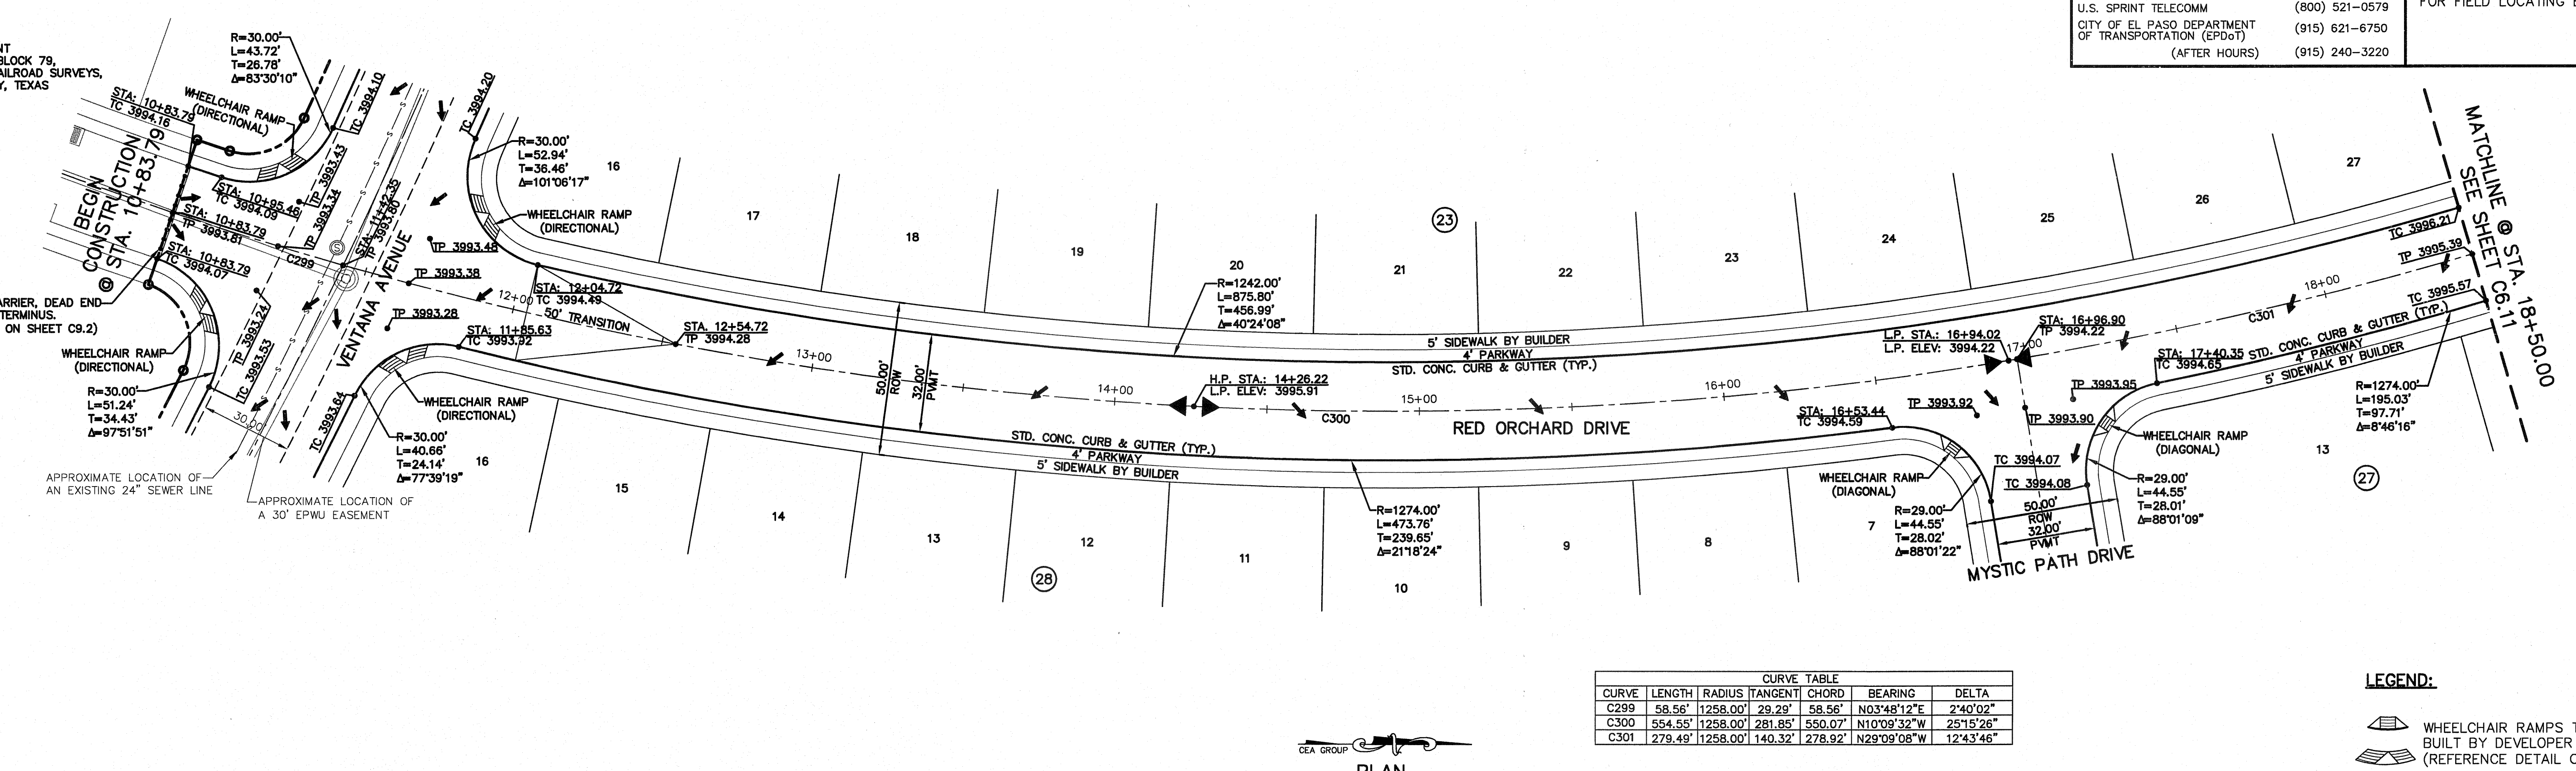 NT
BLOCK 79,
AILROAD SURVEYS,
Y, TEXAS
R=30.00'
L=43.72'
T=26.78'
Δ=83°30'10"
STA: 10+83.79
TC 3994.16
WHEELCHAIR RAMP
(DIRECTIONAL)
TC 3994.10
TC 3994.20
BEGIN
CONSTRUCTION
@ STA. 10+83.79
TP 3993.43
TP 3993.34
STA: 10+95.46
TC 3994.09
STA: 10+83.79
TP 3993.81
STA: 10+83.79
TC 3994.07
STA: 11+42.35
TP 3993.80
C299
VENTANA AVENUE
ARRIER, DEAD END
TERMINUS.
ON SHEET C9.2)
WHEELCHAIR RAMP
(DIRECTIONAL)
TP 3993.24
TC 3993.53
R=30.00'
L=51.24'
T=34.43'
Δ=97°51'51"
30.00'
APPROXIMATE LOCATION OF
AN EXISTING 24" SEWER LINE
APPROXIMATE LOCATION OF
A 30' EPWU EASEMENT
TC 3993.64
R=30.00'
L=40.66'
T=24.14'
Δ=77°39'19"
WHEELCHAIR RAMP
(DIRECTIONAL)
R=30.00'
L=52.94'
T=36.46'
Δ=101°06'17"
WHEELCHAIR RAMP
(DIRECTIONAL)
TP 3993.48
TP 3993.38
TP 3993.28
STA: 11+85.63
TC 3993.92
12+00
STA: 12+04.72
TC 3994.49
50' TRANSITION
STA. 12+54.72
TP 3994.28
13+00
50.00'
ROW
32.00'
PVMT
14+00
H.P. STA.: 14+26.22
L.P. ELEV: 3995.91
C300
15+00
16+00
RED ORCHARD DRIVE
R=1242.00'
L=875.80'
T=456.99'
Δ=40°24'08"
5' SIDEWALK BY BUILDER
4' PARKWAY
STD. CONC. CURB & GUTTER (TYP.)
STD. CONC. CURB & GUTTER (TYP.)
4' PARKWAY
5' SIDEWALK BY BUILDER
R=1274.00'
L=473.76'
T=239.65'
Δ=21°18'24"
16
17
18
19
20
21
22
23
24
25
26
27
23
16
15
14
13
12
11
10
9
8
7
28
L.P. STA.: 16+94.02
L.P. ELEV: 3994.22
STA: 16+96.90
TP 3994.22
17+00
STA: 16+53.44
TC 3994.59
TP 3993.92
TP 3993.95
TP 3993.90
STA: 17+40.35
TC 3994.65
WHEELCHAIR RAMP
(DIAGONAL)
R=29.00'
L=44.55'
T=28.02'
Δ=88°01'22"
TC 3994.07
TC 3994.08
50.00'
ROW
32.00'
PVMT
MYSTIC PATH DRIVE
WHEELCHAIR RAMP
(DIAGONAL)
R=29.00'
L=44.55'
T=28.01'
Δ=88°01'09"
C301
18+00
STD. CONC. CURB & GUTTER (TYP.)
4' PARKWAY
5' SIDEWALK BY BUILDER
R=1274.00'
L=195.03'
T=97.71'
Δ=8°46'16"
13
27
TC 3996.21
TP 3995.39
TC 3995.57
MATCHLINE @ STA. 18+50.00
SEE SHEET C6.11
U.S. SPRINT TELECOMM (800) 521-0579
CITY OF EL PASO DEPARTMENT
OF TRANSPORTATION (EPDoT) (915) 621-6750
(AFTER HOURS) (915) 240-3220
FOR FIELD LOCATING
CURVE TABLE
CURVE LENGTH RADIUS TANGENT CHORD BEARING DELTA
C299 58.56' 1258.00' 29.29' 58.56' N03°48'12"E 2°40'02"
C300 554.55' 1258.00' 281.85' 550.07' N10°09'32"W 25°15'26"
C301 279.49' 1258.00' 140.32' 278.92' N29°09'08"W 12°43'46"
CEA GROUP
PLAN
LEGEND:
WHEELCHAIR RAMPS T
BUILT BY DEVELOPER
(REFERENCE DETAIL